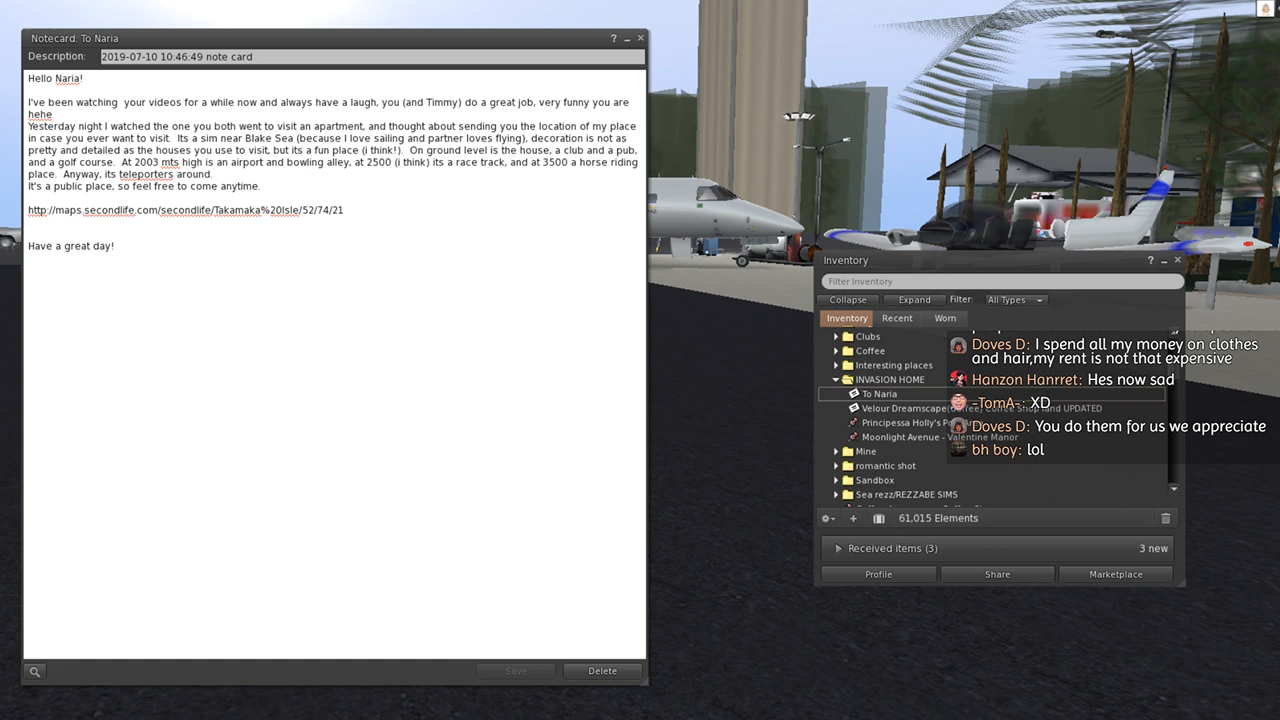 Notecard: To Naria
Description: 2019-07-10 10:46:49 note card
Hello Naria!
I've been watching your videos for a while now and always have a laugh, you (and Timmy) do a great job, very funny you are
hehe
Yesterday night I watched the one you both went to visit an apartment, and thought about sending you the location of my place
in case you ever want to visit. Its a sim near Blake Sea (because I love sailing and partner loves flying), decoration is not as
pretty and detailed as the houses you use to visit, but its a fun place (i think!). On ground level is the house, a club and a pub,
and a golf course. At 2003 mts high is an airport and bowling alley, at 2500 (i think) its a race track, and at 3500 a horse riding
place. Anyway, its teleporters around.
It's a public place, so feel free to come anytime.
http://maps.secondlife.com/secondlife/Takamaka%20Isle/52/74/21
Have a great day!
Save
Delete
Inventory
Filter Inventory
Collapse Expand Filter: All Types
Inventory Recent Worn
Clubs
Coffee
Interesting places
INVASION HOME
To Naria
Velour Dreamscape Coffee Shop and UPDATED
Principessa Holly's
Moonlight Avenue - Valentine Manor
Mine
romantic shot
Sandbox
Sea rezz/REZZABE SIMS
61,015 Elements
Received items (3) 3 new
Profile Share Marketplace
Doves D: I spend all my money on clothes
and hair,my rent is not that expensive
Hanzon Hanrret: Hes now sad
-TomA-: XD
Doves D: You do them for us we appreciate
bh boy: lol